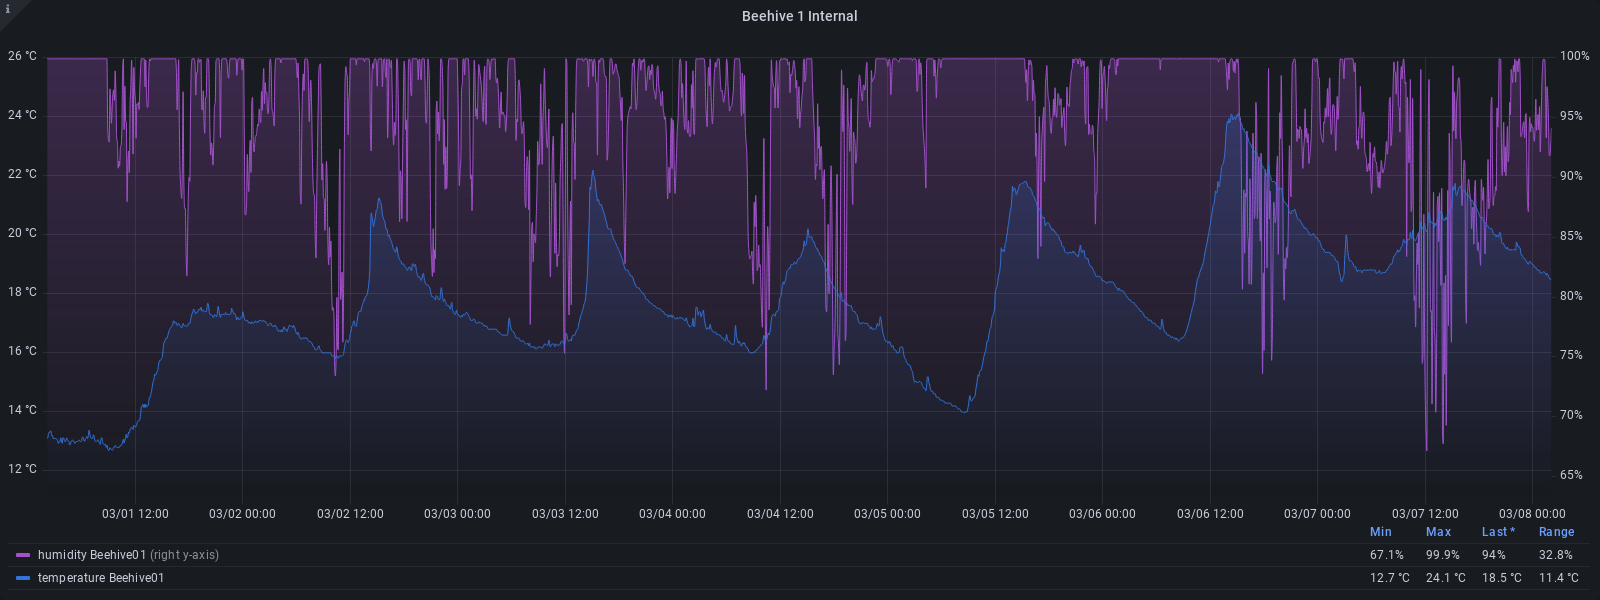 i
Beehive 1 Internal
26 °C 100%
24 °C 95%
22 °C 90%
20 °C 85%
18 °C 80%
16 °C 75%
14 °C 70%
12 °C 65%
03/01 12:00 03/02 00:00 03/02 12:00 03/03 00:00 03/03 12:00 03/04 00:00 03/04 12:00 03/05 00:00 03/05 12:00 03/06 00:00 03/06 12:00 03/07 00:00 03/07 12:00 03/08 00:00
Min Max Last * Range
humidity Beehive01 (right y-axis) 67.1% 99.9% 94% 32.8%
temperature Beehive01 12.7 °C 24.1 °C 18.5 °C 11.4 °C